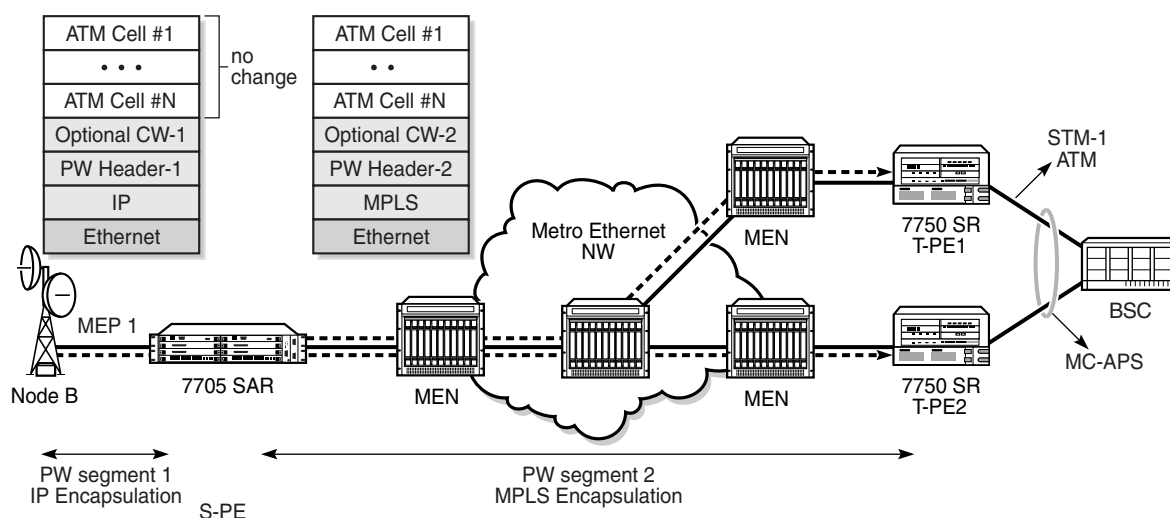 ATM Cell #1
• • •
ATM Cell #N
Optional CW-1
PW Header-1
IP
Ethernet
no
change
ATM Cell #1
• •
ATM Cell #N
Optional CW-2
PW Header-2
MPLS
Ethernet
STM-1
ATM
Metro Ethernet
NW
MEN
7750 SR
T-PE1
MEP 1
BSC
MC-APS
Node B
7705 SAR
MEN
MEN
7750 SR
T-PE2
PW segment 1
IP Encapsulation
PW segment 2
MPLS Encapsulation
S-PE